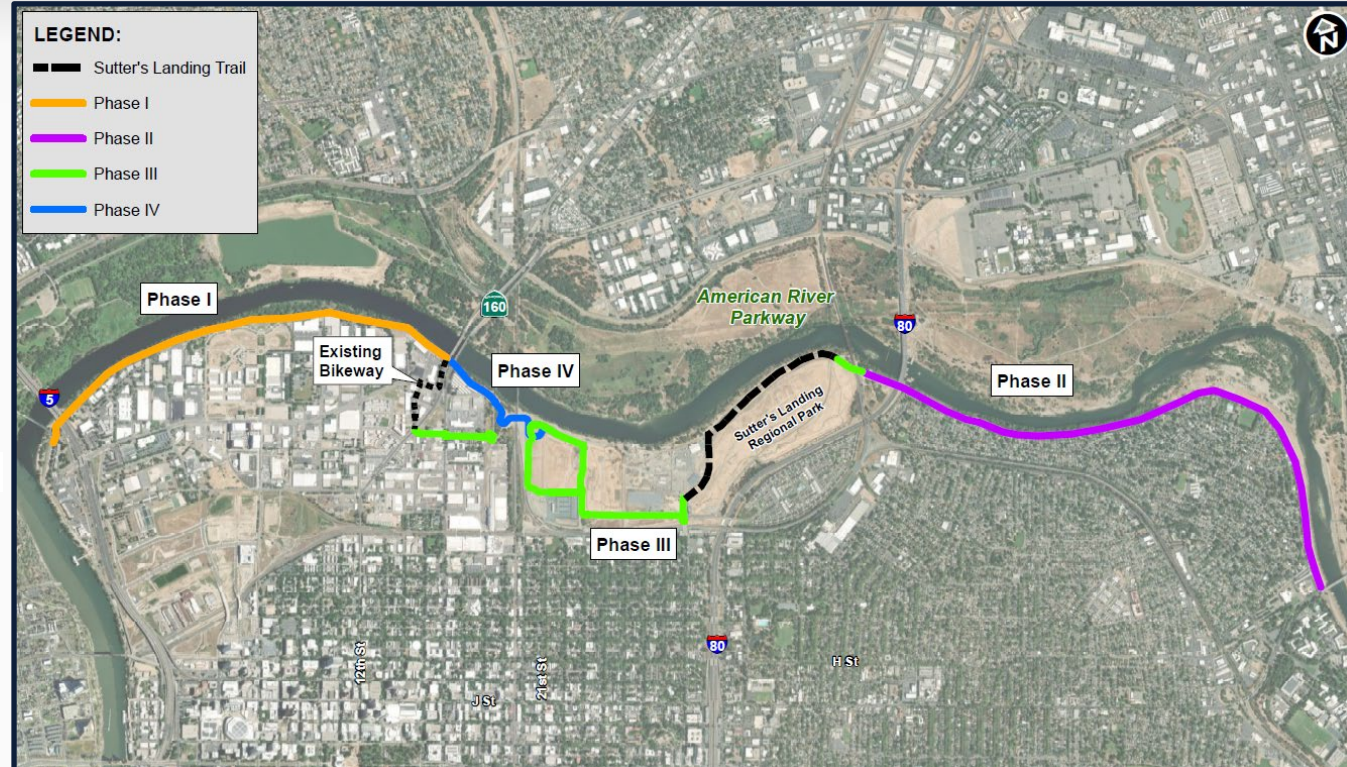 LEGEND:
Sutter's Landing Trail
Phase I
Phase II
Phase III
Phase IV
N
Phase I
160
American River
Parkway
80
Existing
Bikeway
Phase IV
Phase II
5
Sutter's Landing
Regional Park
Phase III
80
12th St
21st St
H St
J St